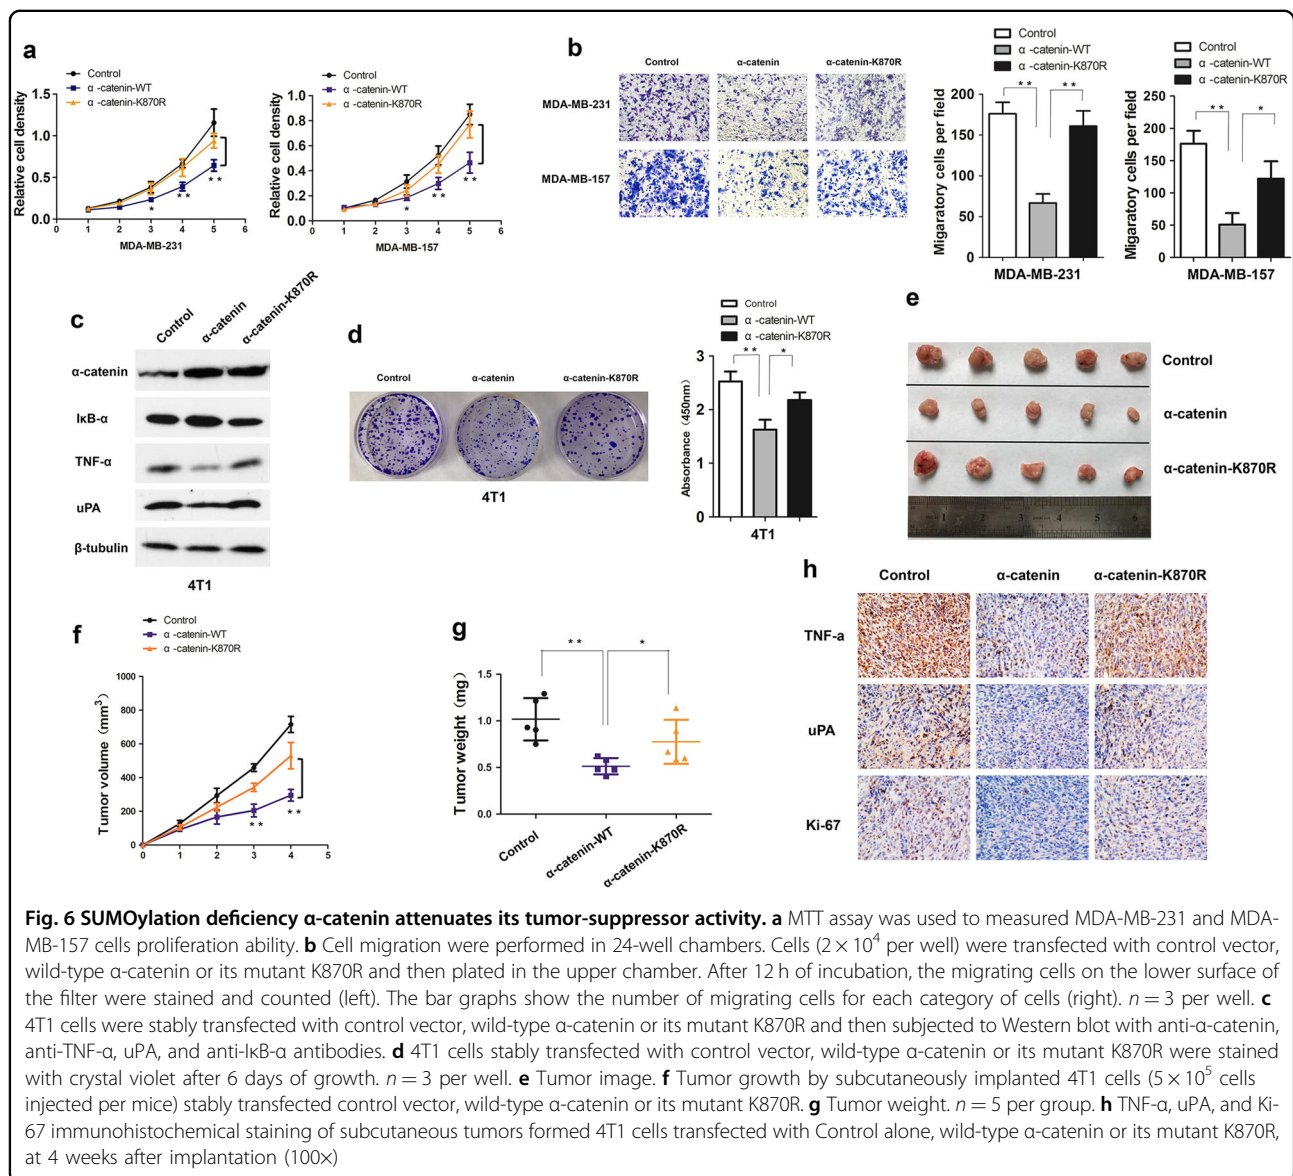 a
Control
α -catenin-WT
α -catenin-K870R
Relative cell density
1.5
1.0
0.5
0.0
0 1 2 3 4 5 6
* ** **
MDA-MB-231
Control
α -catenin-WT
α -catenin-K870R
Relative cell density
1.0
0.8
0.6
0.4
0.2
0.0
0 1 2 3 4 5 6
* ** **
MDA-MB-157
b
Control α-catenin α-catenin-K870R
MDA-MB-231
MDA-MB-157
Control
α -catenin-WT
α -catenin-K870R
Migaratory cells per field
200
150
100
50
0
** **
MDA-MB-231
Control
α -catenin-WT
α -catenin-K870R
Migaratory cells per field
250
200
150
100
50
0
** *
MDA-MB-157
c
Control α-catenin α-catenin-K870R
α-catenin
IκB-α
TNF-α
uPA
β-tubulin
4T1
d
Control α-catenin α-catenin-K870R
4T1
Control
α -catenin-WT
α -catenin-K870R
Absorbance (450nm)
3
2
1
0
** *
4T1
e
Control
α-catenin
α-catenin-K870R
1 2 3 4 5 6
f
Control
α -catenin-WT
α -catenin-K870R
Tumor volume (mm³)
1000
800
600
400
200
0
0 1 2 3 4 5
** **
g
** *
Tumor weight (mg)
1.5
1.0
0.5
0.0
Control α-catenin-WT α-catenin-K870R
h
Control α-catenin α-catenin-K870R
TNF-a
uPA
Ki-67
Fig. 6 SUMOylation deficiency α-catenin attenuates its tumor-suppressor activity. a MTT assay was used to measured MDA-MB-231 and MDA-
MB-157 cells proliferation ability. b Cell migration were performed in 24-well chambers. Cells (2 × 10⁴ per well) were transfected with control vector,
wild-type α-catenin or its mutant K870R and then plated in the upper chamber. After 12 h of incubation, the migrating cells on the lower surface of
the filter were stained and counted (left). The bar graphs show the number of migrating cells for each category of cells (right). n = 3 per well. c
4T1 cells were stably transfected with control vector, wild-type α-catenin or its mutant K870R and then subjected to Western blot with anti-α-catenin,
anti-TNF-α, uPA, and anti-IκB-α antibodies. d 4T1 cells stably transfected with control vector, wild-type α-catenin or its mutant K870R were stained
with crystal violet after 6 days of growth. n = 3 per well. e Tumor image. f Tumor growth by subcutaneously implanted 4T1 cells (5 × 10⁵ cells
injected per mice) stably transfected control vector, wild-type α-catenin or its mutant K870R. g Tumor weight. n = 5 per group. h TNF-α, uPA, and Ki-
67 immunohistochemical staining of subcutaneous tumors formed 4T1 cells transfected with Control alone, wild-type α-catenin or its mutant K870R,
at 4 weeks after implantation (100×)